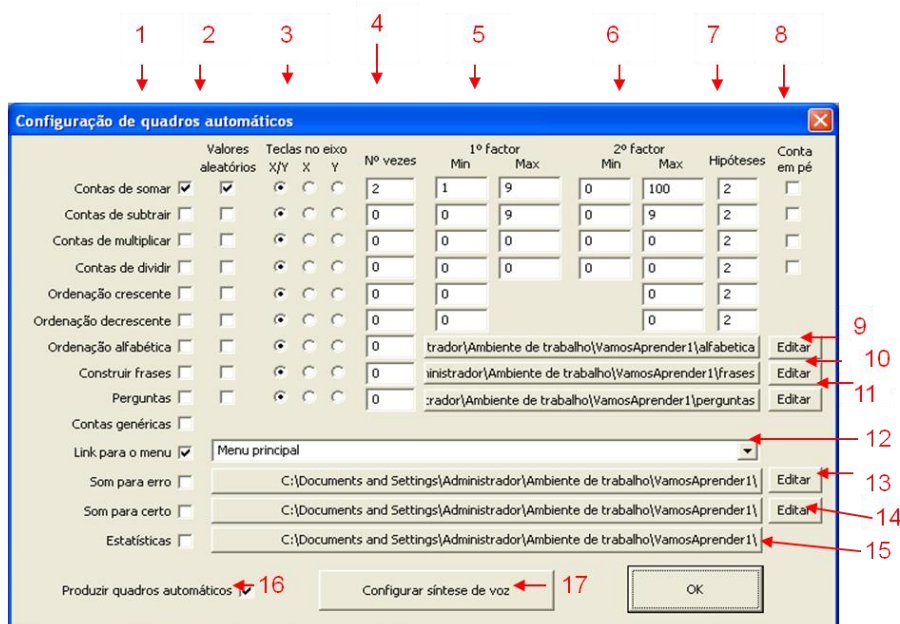 1 2 3 4 5 6 7 8
Configuração de quadros automáticos
Valores aleatórios Teclas no eixo X/Y X Y Nº vezes 1º factor Min Max 2º factor Min Max Hipóteses Conta em pé
Contas de somar 2 1 9 0 100 2
Contas de subtrair 0 0 9 0 9 2
Contas de multiplicar 0 0 0 0 0 2
Contas de dividir 0 0 0 0 0 2
Ordenação crescente 0 0 0 2
Ordenação decrescente 0 0 0 2
9
Ordenação alfabética 0 trador\Ambiente de trabalho\VamosAprender1\alfabetica Editar
10
Construir frases 0 ministrador\Ambiente de trabalho\VamosAprender1\frases Editar
11
Perguntas 0 trador\Ambiente de trabalho\VamosAprender1\perguntas Editar
Contas genéricas
Link para o menu Menu principal 12
Som para erro C:\Documents and Settings\Administrador\Ambiente de trabalho\VamosAprender1\ Editar 13
Som para certo C:\Documents and Settings\Administrador\Ambiente de trabalho\VamosAprender1\ Editar 14
Estatísticas C:\Documents and Settings\Administrador\Ambiente de trabalho\VamosAprender1\ 15
Produzir quadros automáticos 16 Configurar síntese de voz 17 OK